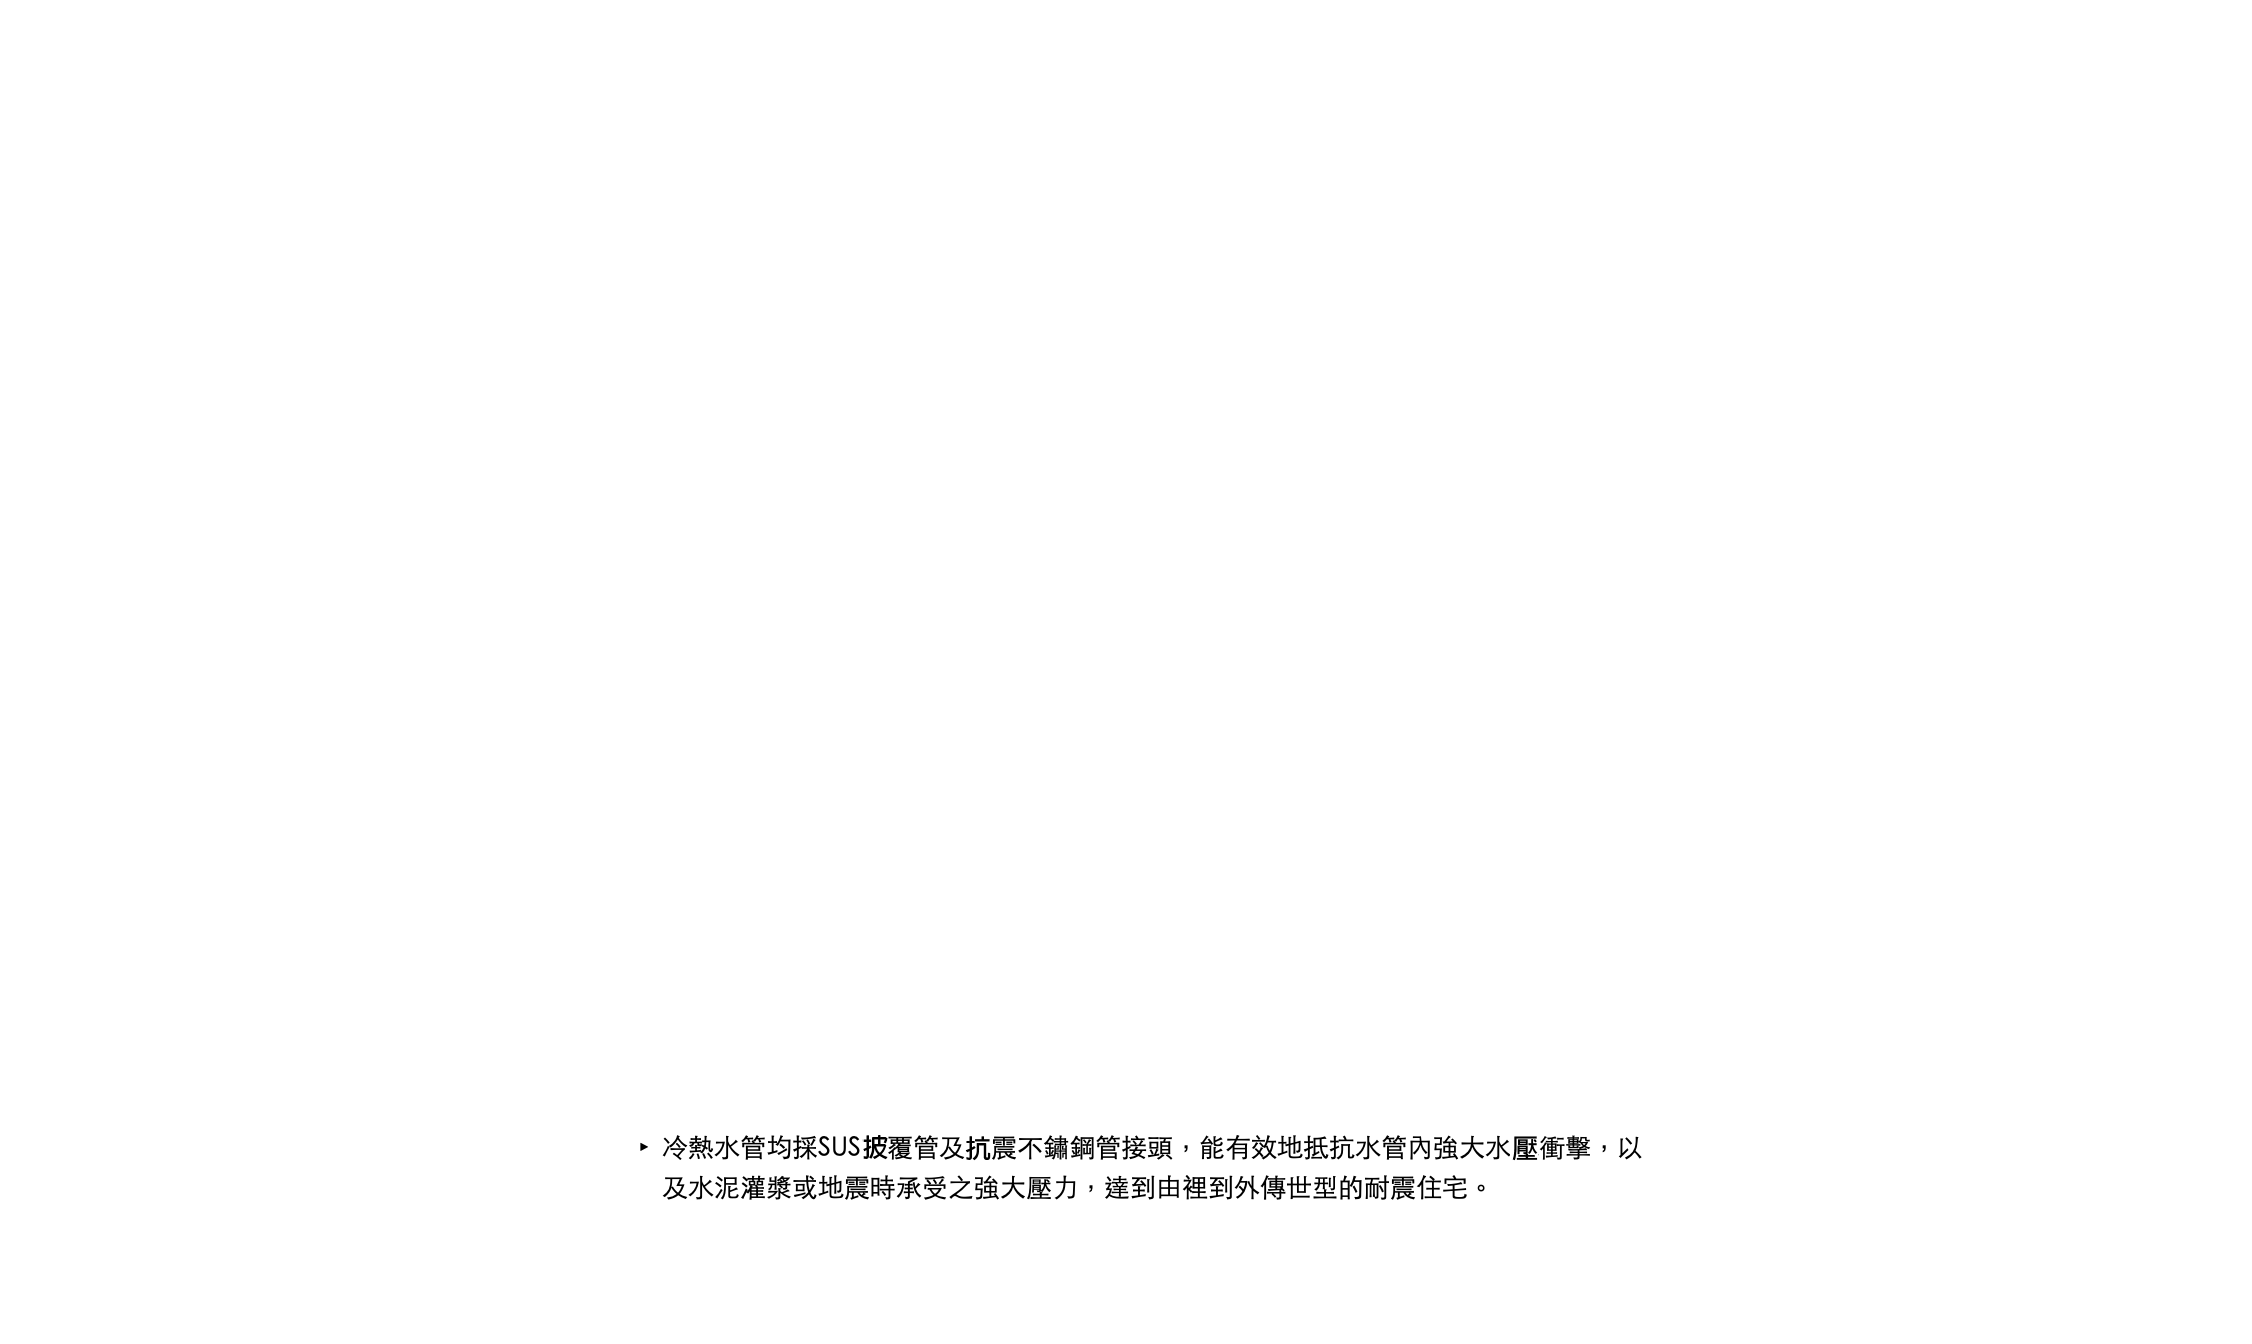 ‣ 冷熱水管均採SUS披覆管及抗震不鏽鋼管接頭，能有效地抵抗水管內強大水壓衝擊，以
及水泥灌漿或地震時承受之強大壓力，達到由裡到外傳世型的耐震住宅。